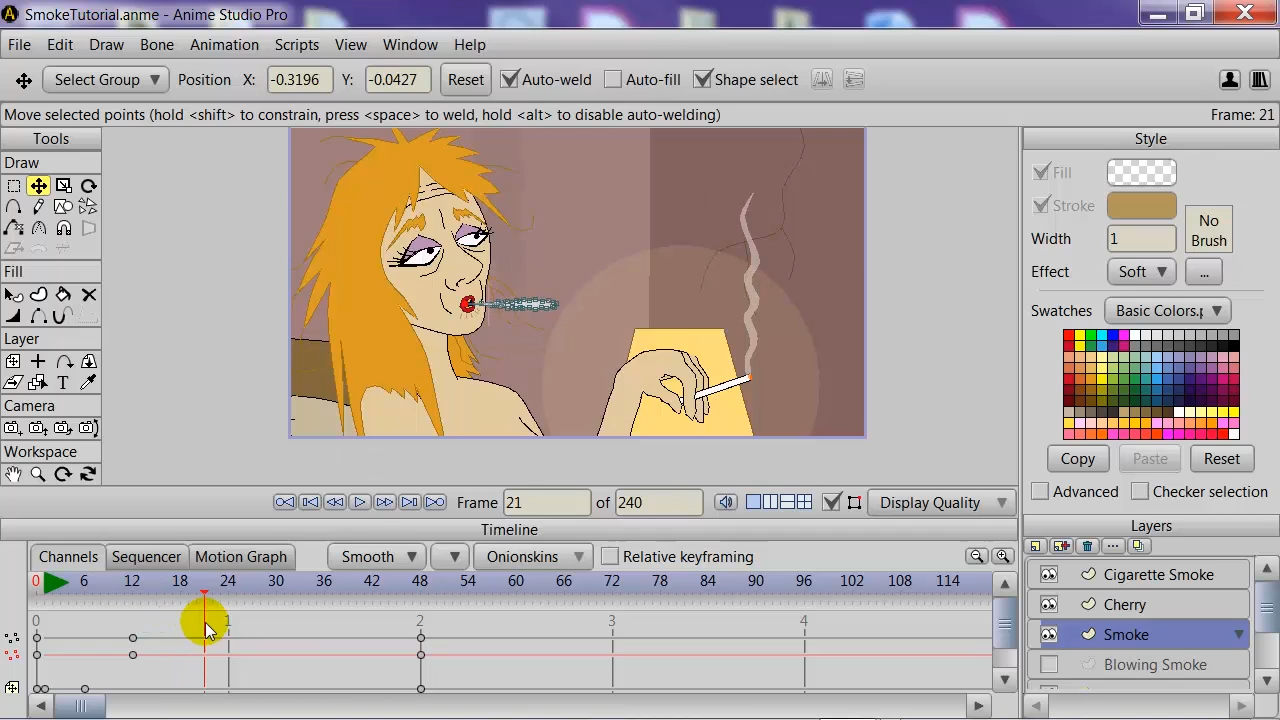 SmokeTutorial.anme - Anime Studio Pro
File Edit Draw Bone Animation Scripts View Window Help
Select Group Position X: -0.3196 Y: -0.0427 Reset Auto-weld Auto-fill Shape select
Move selected points (hold <shift> to constrain, press <space> to weld, hold <alt> to disable auto-welding) Frame: 21
Tools
Draw
Fill
Layer
T
Camera
Workspace
Style
Fill
Stroke
No Brush
Width 1
Effect Soft ...
Swatches Basic Colors.
Copy Paste Reset
Advanced Checker selection
Frame 21 of 240 Display Quality
Timeline
Channels Sequencer Motion Graph Smooth Onionskins Relative keyframing
0 6 12 18 24 30 36 42 48 54 60 66 72 78 84 90 96 102 108 114
0 1 2 3 4
Layers
Cigarette Smoke
Cherry
Smoke
Blowing Smoke